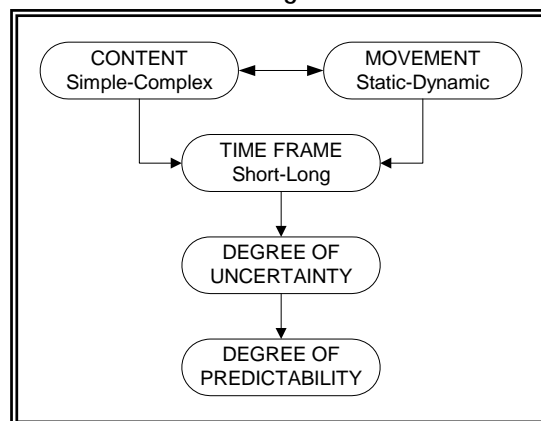 CONTENT
Simple-Complex
MOVEMENT
Static-Dynamic
TIME FRAME
Short-Long
DEGREE OF
UNCERTAINTY
DEGREE OF
PREDICTABILITY